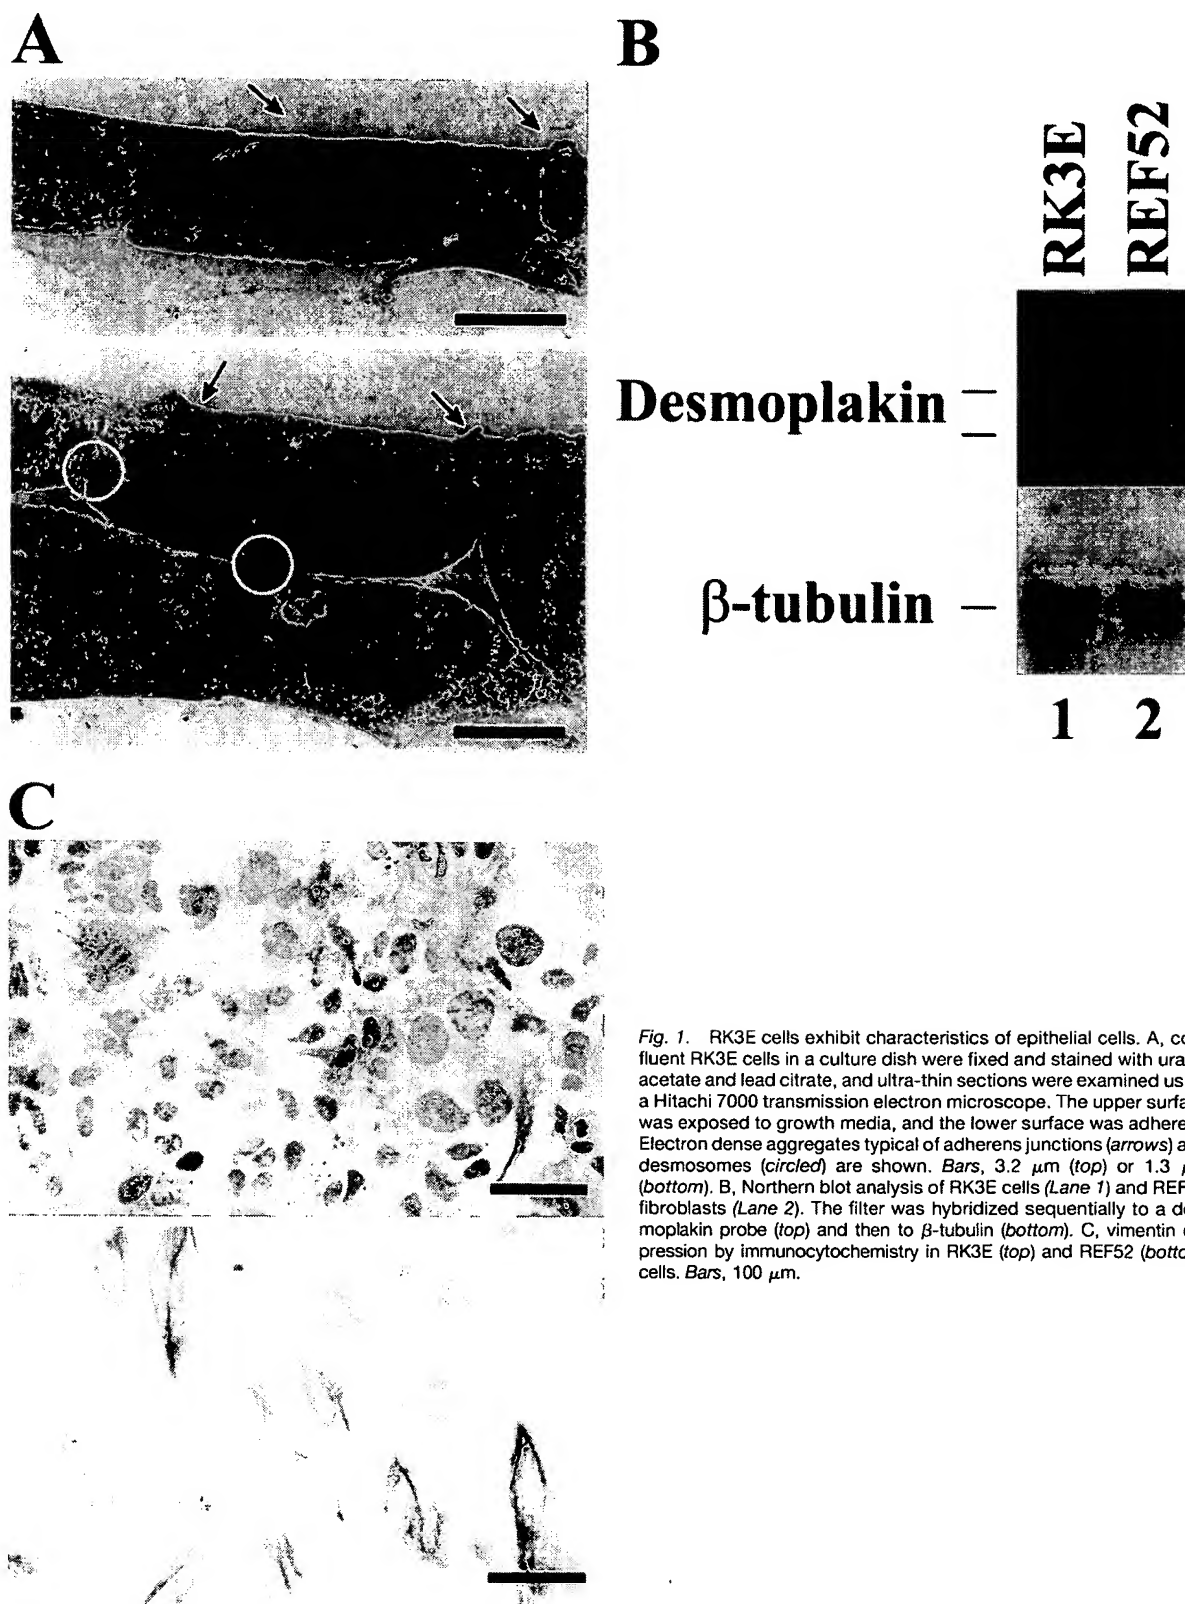 A
B
RK3E
REF52
Desmoplakin
β-tubulin
1 2
C
Fig. 1. RK3E cells exhibit characteristics of epithelial cells. A, co
fluent RK3E cells in a culture dish were fixed and stained with ura
acetate and lead citrate, and ultra-thin sections were examined us
a Hitachi 7000 transmission electron microscope. The upper surfa
was exposed to growth media, and the lower surface was adhere
Electron dense aggregates typical of adherens junctions (arrows) a
desmosomes (circled) are shown. Bars, 3.2 μm (top) or 1.3 μ
(bottom). B, Northern blot analysis of RK3E cells (Lane 1) and REF
fibroblasts (Lane 2). The filter was hybridized sequentially to a de
moplakin probe (top) and then to β-tubulin (bottom). C, vimentin
pression by immunocytochemistry in RK3E (top) and REF52 (botto
cells. Bars, 100 μm.